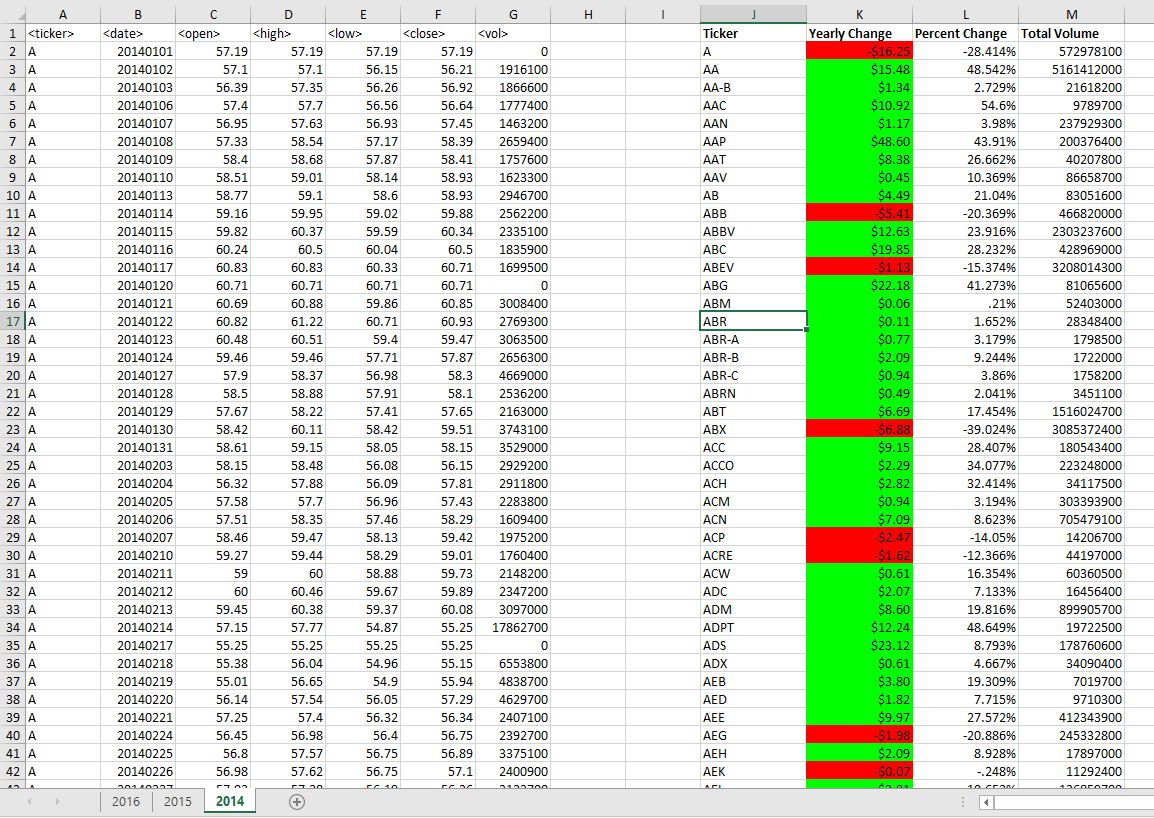 A B C D E F G H I J K L M
1 <ticker> <date> <open> <high> <low> <close> <vol> Ticker Yearly Change Percent Change Total Volume
2 A 20140101 57.19 57.19 57.19 57.19 0 A -$16.25 -28.414% 572978100
3 A 20140102 57.1 57.1 56.15 56.21 1916100 AA $15.48 48.542% 5161412000
4 A 20140103 56.39 57.35 56.26 56.92 1866600 AA-B $1.34 2.729% 21618200
5 A 20140106 57.4 57.7 56.56 56.64 1777400 AAC $10.92 54.6% 9789700
6 A 20140107 56.95 57.63 56.93 57.45 1463200 AAN $1.17 3.98% 237929300
7 A 20140108 57.33 58.54 57.17 58.39 2659400 AAP $48.60 43.91% 200376400
8 A 20140109 58.4 58.68 57.87 58.41 1757600 AAT $8.38 26.662% 40207800
9 A 20140110 58.51 59.01 58.14 58.93 1623300 AAV $0.45 10.369% 86658700
10 A 20140113 58.77 59.1 58.6 58.93 2946700 AB $4.49 21.04% 83051600
11 A 20140114 59.16 59.95 59.02 59.88 2562200 ABB -$5.41 -20.369% 466820000
12 A 20140115 59.82 60.37 59.59 60.34 2335100 ABBV $12.63 23.916% 2303237600
13 A 20140116 60.24 60.5 60.04 60.5 1835900 ABC $19.85 28.232% 428969000
14 A 20140117 60.83 60.83 60.33 60.71 1699500 ABEV -$1.13 -15.374% 3208014300
15 A 20140120 60.71 60.71 60.71 60.71 0 ABG $22.18 41.273% 81065600
16 A 20140121 60.69 60.88 59.86 60.85 3008400 ABM $0.06 .21% 52403000
17 A 20140122 60.82 61.22 60.71 60.93 2769300 ABR $0.11 1.652% 28348400
18 A 20140123 60.48 60.51 59.4 59.47 3063500 ABR-A $0.77 3.179% 1798500
19 A 20140124 59.46 59.46 57.71 57.87 2656300 ABR-B $2.09 9.244% 1722000
20 A 20140127 57.9 58.37 56.98 58.3 4669000 ABR-C $0.94 3.86% 1758200
21 A 20140128 58.5 58.88 57.91 58.1 2536200 ABRN $0.49 2.041% 3451100
22 A 20140129 57.67 58.22 57.41 57.65 2163000 ABT $6.69 17.454% 1516024700
23 A 20140130 58.42 60.11 58.42 59.51 3743100 ABX -$6.88 -39.024% 3085372400
24 A 20140131 58.61 59.15 58.05 58.15 3529000 ACC $9.15 28.407% 180543400
25 A 20140203 58.15 58.48 56.08 56.15 2929200 ACCO $2.29 34.077% 223248000
26 A 20140204 56.32 57.88 56.09 57.81 2911800 ACH $2.82 32.414% 34117500
27 A 20140205 57.58 57.7 56.96 57.43 2283800 ACM $0.94 3.194% 303393900
28 A 20140206 57.51 58.35 57.46 58.29 1609400 ACN $7.09 8.623% 705479100
29 A 20140207 58.46 59.47 58.13 59.42 1975200 ACP -$2.47 -14.05% 14206700
30 A 20140210 59.27 59.44 58.29 59.01 1760400 ACRE -$1.62 -12.366% 44197000
31 A 20140211 59 60 58.88 59.73 2148200 ACW $0.61 16.354% 60360500
32 A 20140212 60 60.46 59.67 59.89 2347200 ADC $2.07 7.133% 16456400
33 A 20140213 59.45 60.38 59.37 60.08 3097000 ADM $8.60 19.816% 899905700
34 A 20140214 57.15 57.77 54.87 55.25 17862700 ADPT $12.24 48.649% 19722500
35 A 20140217 55.25 55.25 55.25 55.25 0 ADS $23.12 8.793% 178760600
36 A 20140218 55.38 56.04 54.96 55.15 6553800 ADX $0.61 4.667% 34090400
37 A 20140219 55.01 56.65 54.9 55.94 4838700 AEB $3.80 19.309% 7019700
38 A 20140220 56.14 57.54 56.05 57.29 4629700 AED $1.82 7.715% 9710300
39 A 20140221 57.25 57.4 56.32 56.34 2407100 AEE $9.97 27.572% 412343900
40 A 20140224 56.45 56.98 56.4 56.75 2392700 AEG -$1.98 -20.886% 245332800
41 A 20140225 56.8 57.57 56.75 56.89 3375100 AEH $2.09 8.928% 17897000
42 A 20140226 56.98 57.62 56.75 57.1 2400900 AEK -$0.07 -.248% 11292400
2016 2015 2014